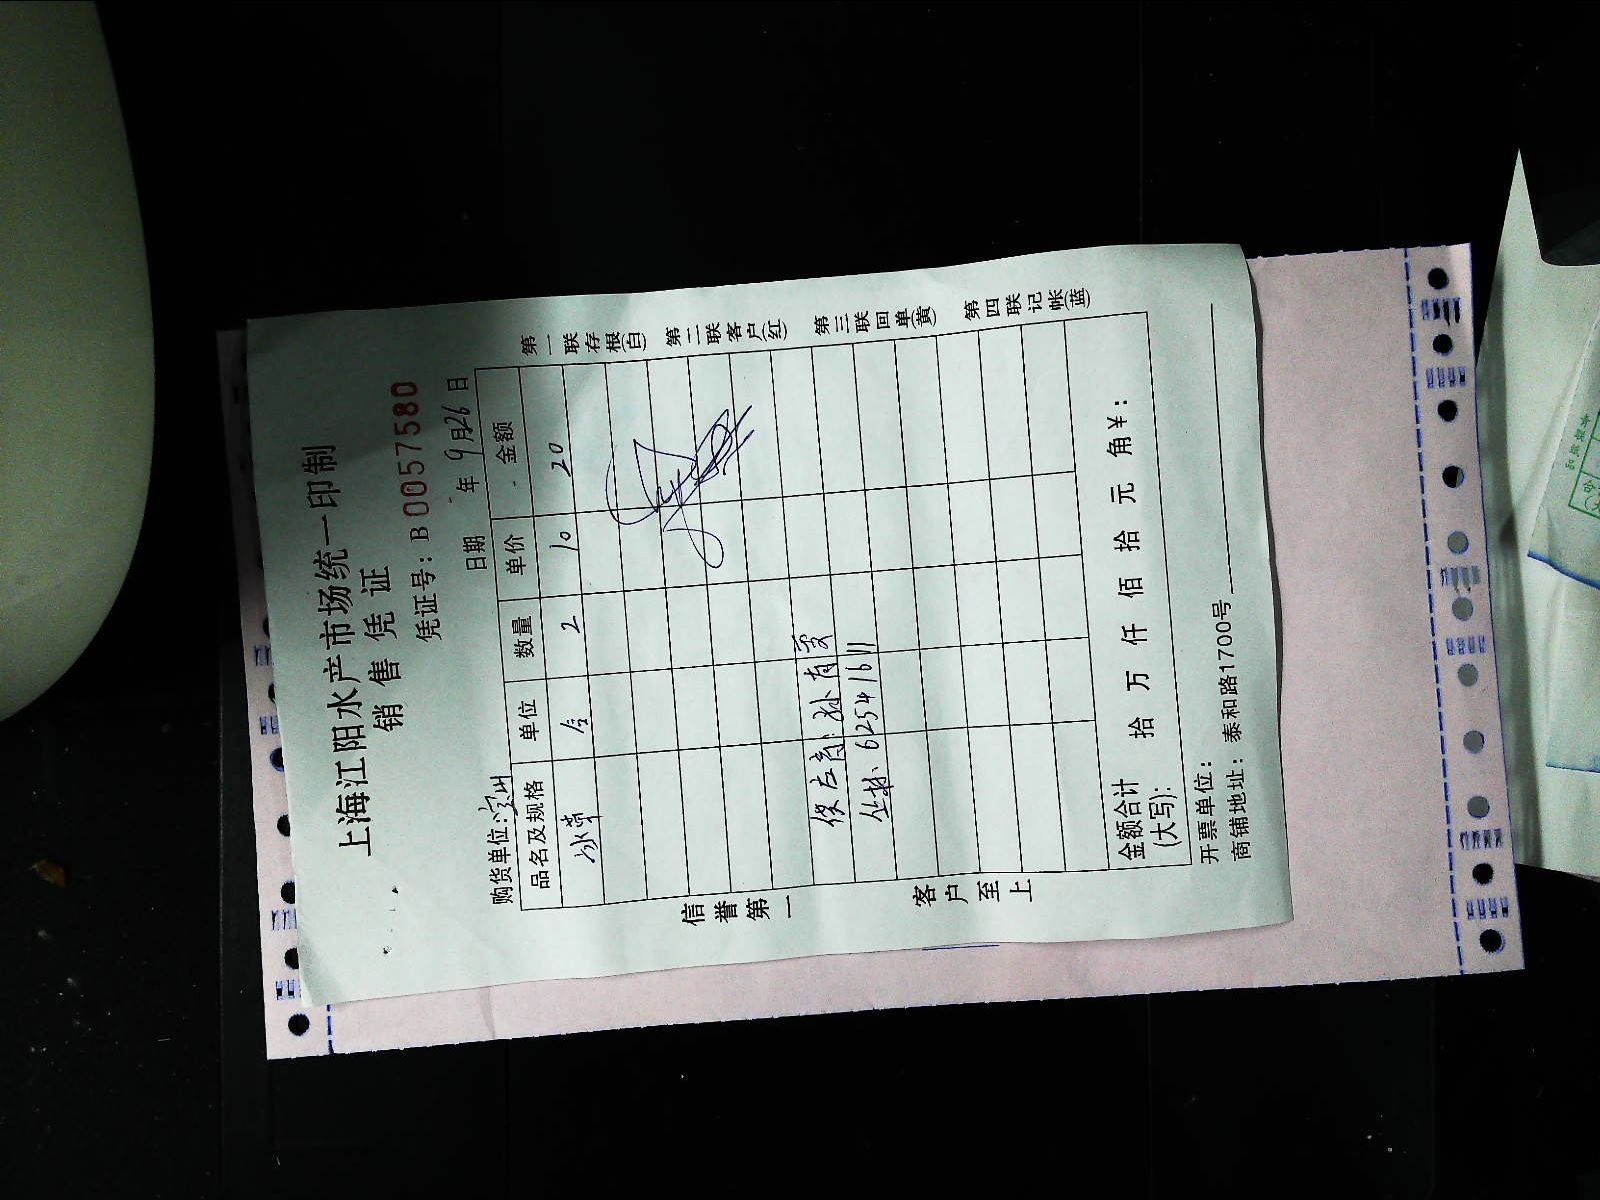 上海江阳水产市场统一印制
销售凭证
凭证号：B 0057580
日期 年 9月26日
购货单位：宝山
品名及规格 单位 数量 单价 金额
2 10 20
62541611
金额合计(大写)： 拾 万 仟 佰 拾 元 角¥：
开票单位：
商铺地址：泰和路1700号
信誉第一
客户至上
第一联存根(白)
第二联客户(红)
第三联回单(黄)
第四联记帐(蓝)